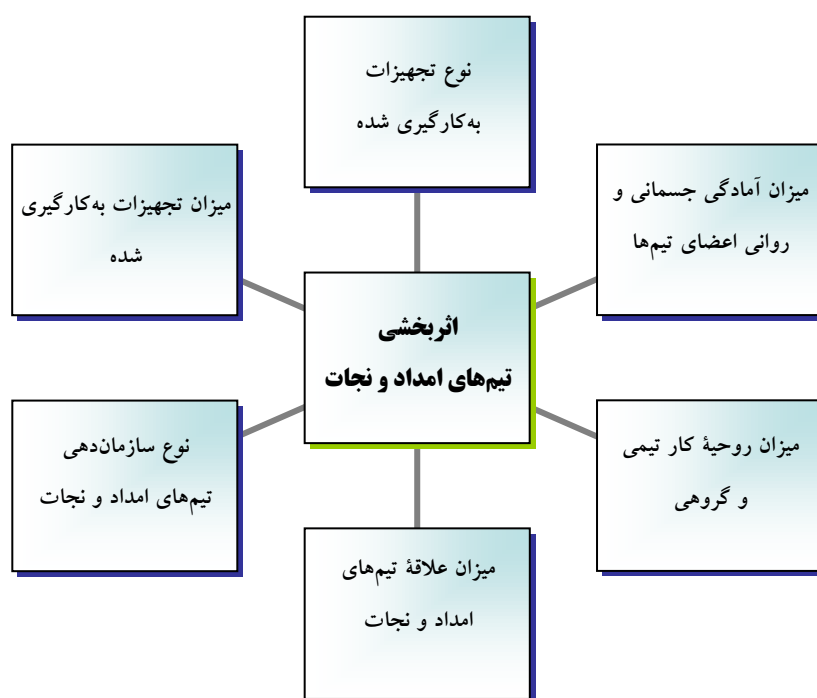 نوع تجهیزات
به‌کارگیری شده
میزان آمادگی جسمانی و
روانی اعضای تیم‌ها
میزان تجهیزات به‌کارگیری
شده
اثربخشی
تیم‌های امداد و نجات
میزان روحیهٔ کار تیمی
و گروهی
نوع سازمان‌دهی
تیم‌های امداد و نجات
میزان علاقهٔ تیم‌های
امداد و نجات